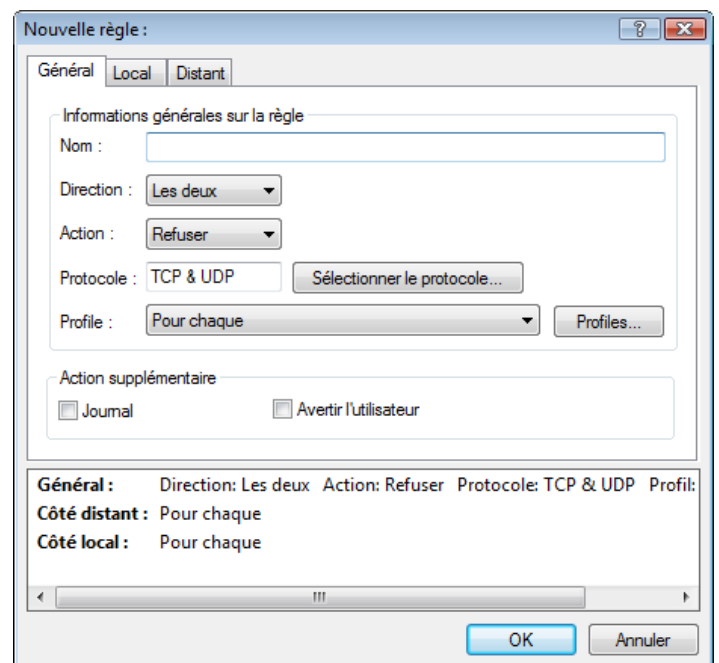 Nouvelle règle :
Général Local Distant
Informations générales sur la règle
Nom :
Direction : Les deux
Action : Refuser
Protocole : TCP & UDP Sélectionner le protocole...
Profile : Pour chaque Profiles...
Action supplémentaire
Journal Avertir l'utilisateur
Général : Direction: Les deux Action: Refuser Protocole: TCP & UDP Profil:
Côté distant : Pour chaque
Côté local : Pour chaque
OK Annuler